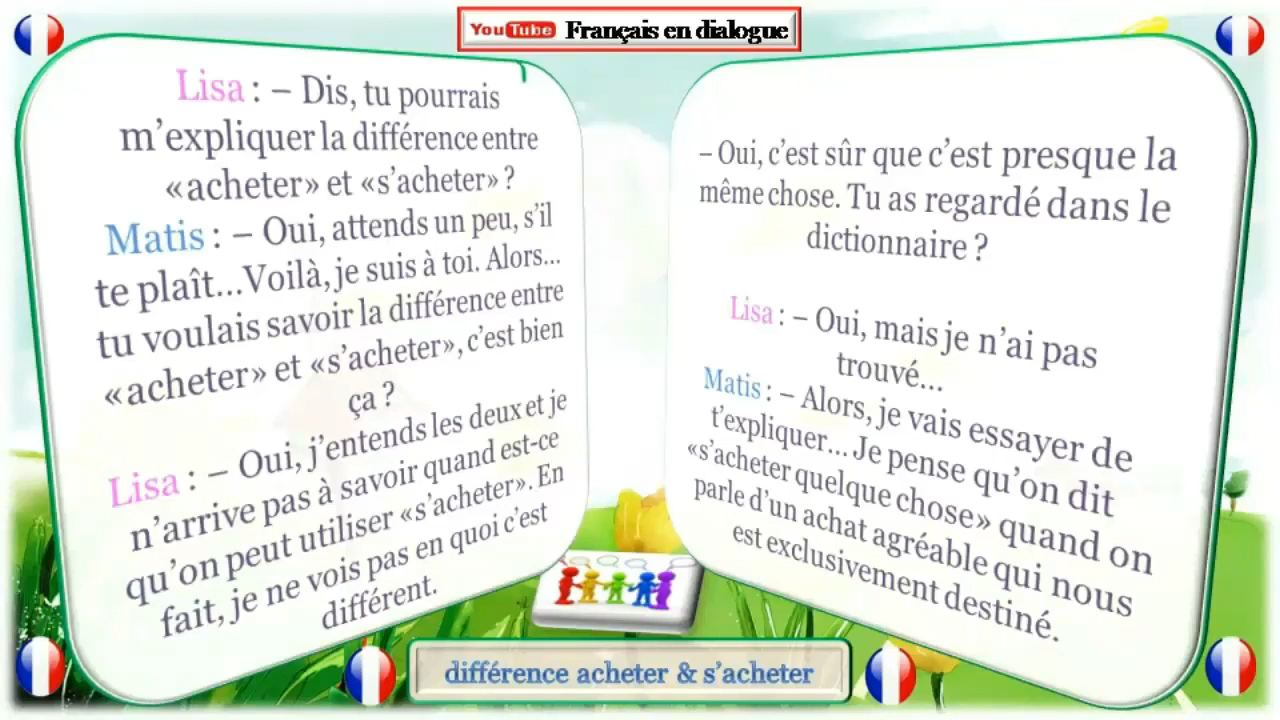 YouTube Français en dialogue
Lisa : – Dis, tu pourrais
m’expliquer la différence entre
«acheter» et «s’acheter» ?
Matis : – Oui, attends un peu, s’il
te plaît…Voilà, je suis à toi. Alors…
tu voulais savoir la différence entre
«acheter» et «s’acheter», c’est bien
ça ?
Lisa : – Oui, j’entends les deux et je
n’arrive pas à savoir quand est-ce
qu’on peut utiliser «s’acheter». En
fait, je ne vois pas en quoi c’est
différent.
– Oui, c’est sûr que c’est presque la
même chose. Tu as regardé dans le
dictionnaire ?
Lisa : – Oui, mais je n’ai pas
trouvé…
Matis : – Alors, je vais essayer de
t’expliquer… Je pense qu’on dit
«s’acheter quelque chose» quand on
parle d’un achat agréable qui nous
est exclusivement destiné.
différence acheter & s’acheter